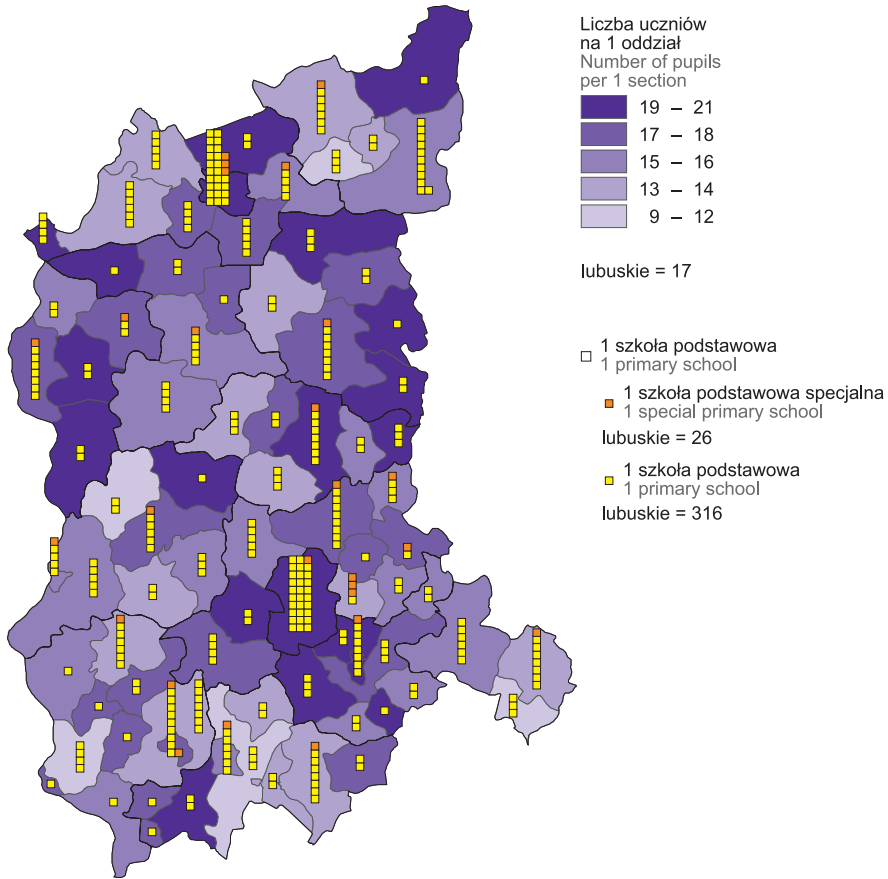 Liczba uczniów
na 1 oddział
Number of pupils
per 1 section
19 – 21
17 – 18
15 – 16
13 – 14
9 – 12
lubuskie = 17
1 szkoła podstawowa
1 primary school
1 szkoła podstawowa specjalna
1 special primary school
lubuskie = 26
1 szkoła podstawowa
1 primary school
lubuskie = 316